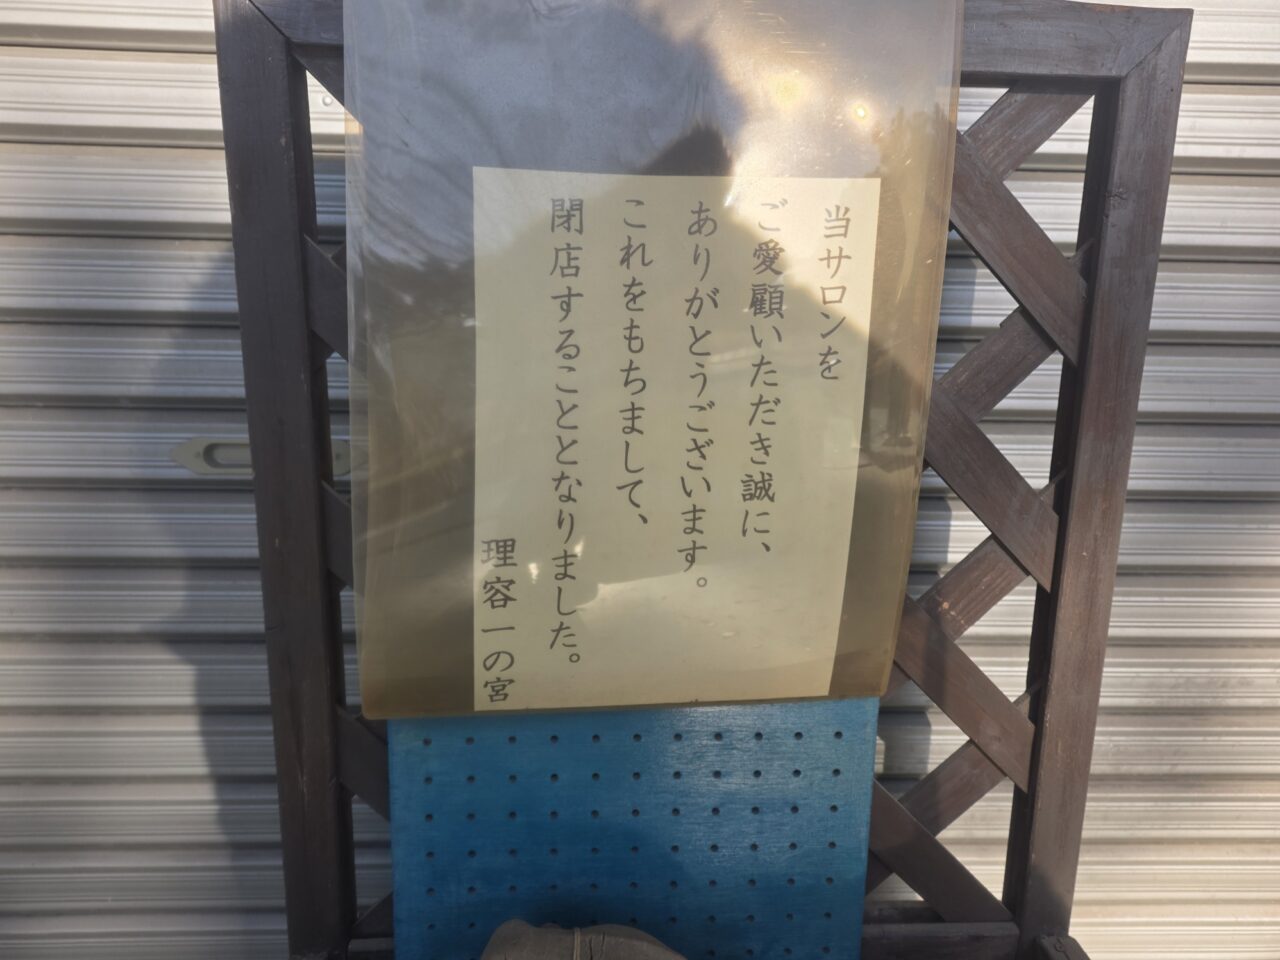 当サロンを
ご愛顧いただき誠に、
ありがとうございます。
これをもちまして、
閉店することとなりました。
理容一の宮